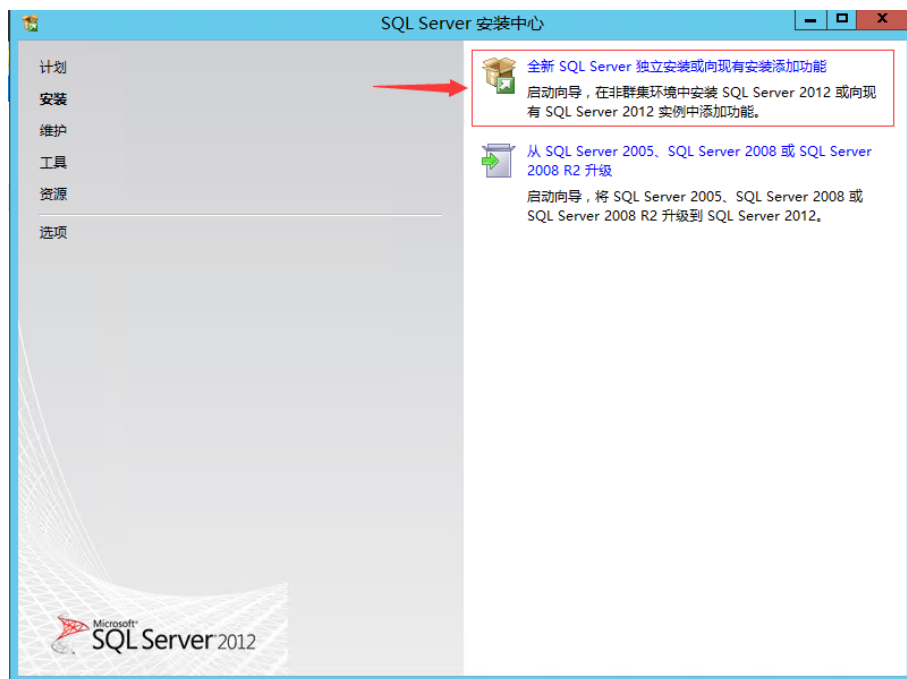 SQL Server 安装中心
计划
安装
维护
工具
资源
选项
全新 SQL Server 独立安装或向现有安装添加功能
启动向导，在非群集环境中安装 SQL Server 2012 或向现
有 SQL Server 2012 实例中添加功能。
从 SQL Server 2005、SQL Server 2008 或 SQL Server
2008 R2 升级
启动向导，将 SQL Server 2005、SQL Server 2008 或
SQL Server 2008 R2 升级到 SQL Server 2012。
Microsoft
SQL Server 2012